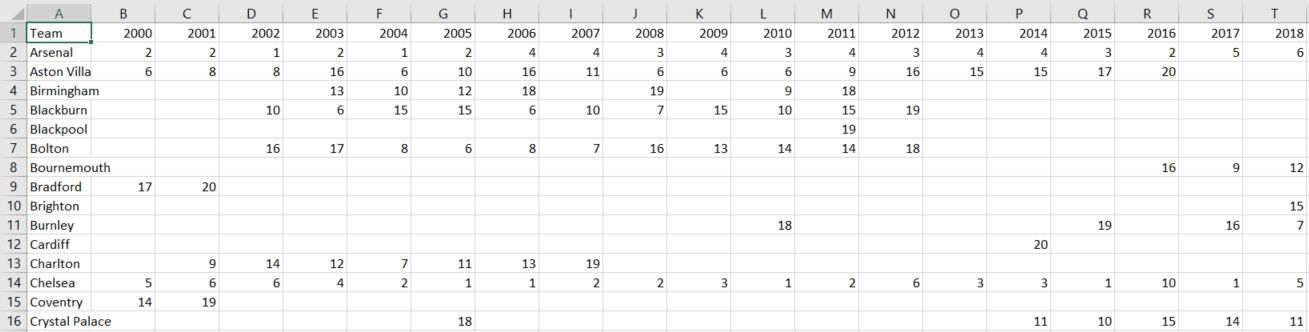 A B C D E F G H I J K L M N O P Q R S T
1 Team 2000 2001 2002 2003 2004 2005 2006 2007 2008 2009 2010 2011 2012 2013 2014 2015 2016 2017 2018
2 Arsenal 2 2 1 2 1 2 4 4 3 4 3 4 3 4 4 3 2 5 6
3 Aston Villa 6 8 8 16 6 10 16 11 6 6 6 9 16 15 15 17 20
4 Birmingham 13 10 12 18 19 9 18
5 Blackburn 10 6 15 15 6 10 7 15 10 15 19
6 Blackpool 19
7 Bolton 16 17 8 6 8 7 16 13 14 14 18
8 Bournemouth 16 9 12
9 Bradford 17 20
10 Brighton 15
11 Burnley 18 19 16 7
12 Cardiff 20
13 Charlton 9 14 12 7 11 13 19
14 Chelsea 5 6 6 4 2 1 1 2 2 3 1 2 6 3 3 1 10 1 5
15 Coventry 14 19
16 Crystal Palace 18 11 10 15 14 11